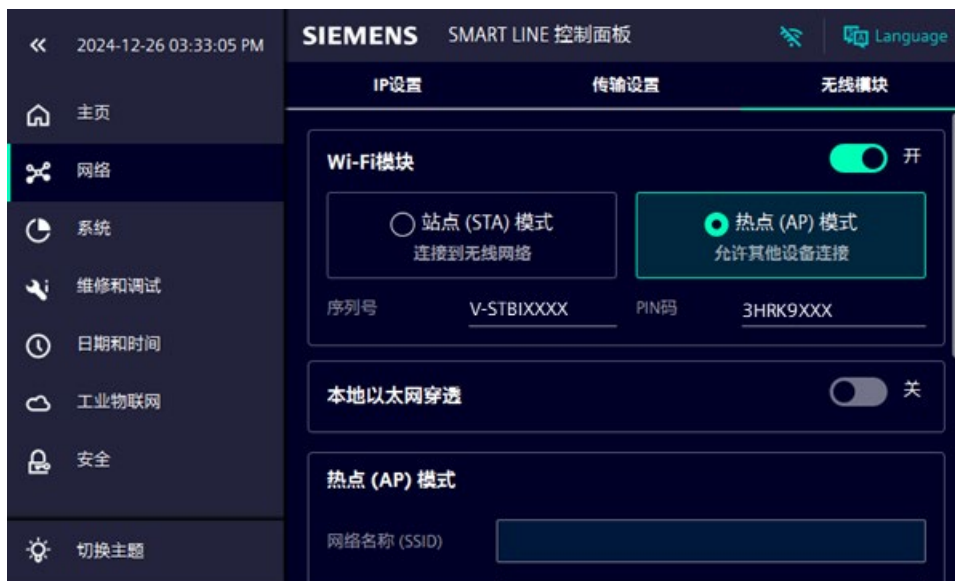 2024-12-26 03:33:05 PM
主页
网络
系统
维修和调试
日期和时间
工业物联网
安全
切换主题
SIEMENS SMART LINE 控制面板 Language
IP设置 传输设置 无线模块
Wi-Fi模块 开
站点 (STA) 模式
连接到无线网络
热点 (AP) 模式
允许其他设备连接
序列号 V-STBIXXXX PIN码 3HRK9XXX
本地以太网穿透 关
热点 (AP) 模式
网络名称 (SSID)